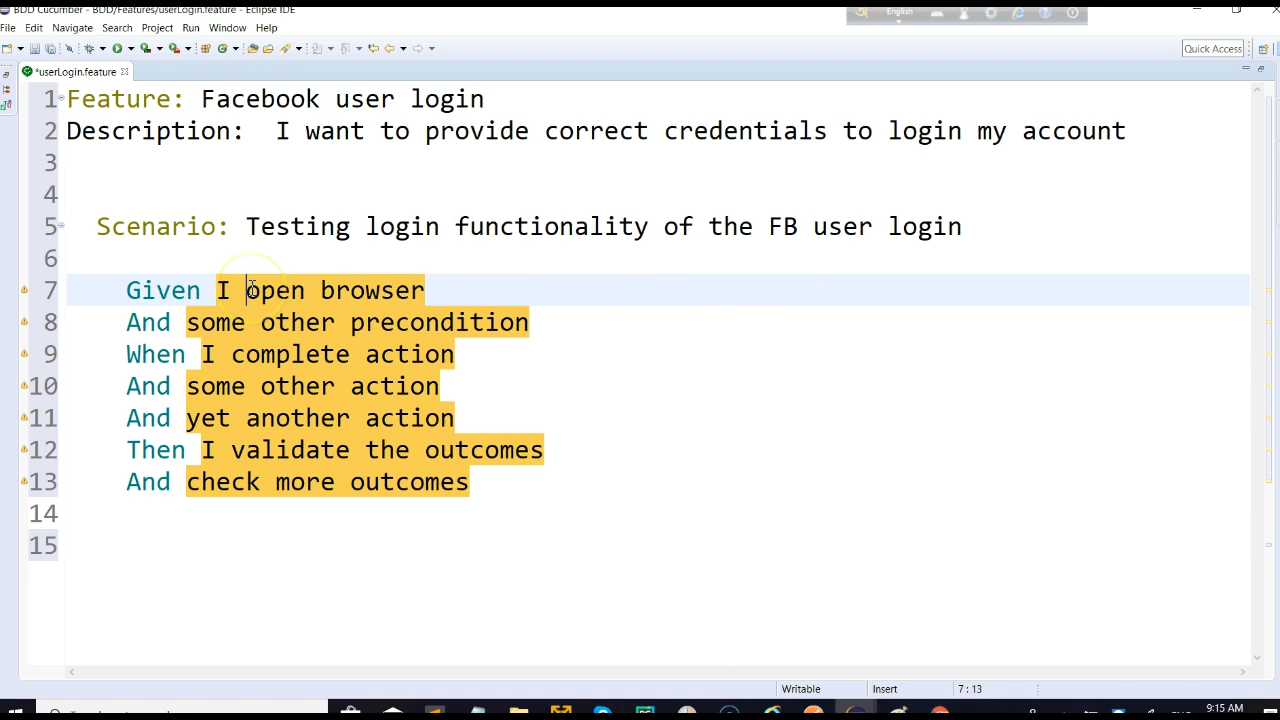 BDD Cucumber - BDD/Features/userLogin.feature - Eclipse IDE
English
File Edit Navigate Search Project Run Window Help
Quick Access
*userLogin.feature
1 Feature: Facebook user login
2 Description:  I want to provide correct credentials to login my account
3
4
5 Scenario: Testing login functionality of the FB user login
6
7 Given I open browser
8 And some other precondition
9 When I complete action
10 And some other action
11 And yet another action
12 Then I validate the outcomes
13 And check more outcomes
14
15
Writable Insert 7 : 13
9:15 AM